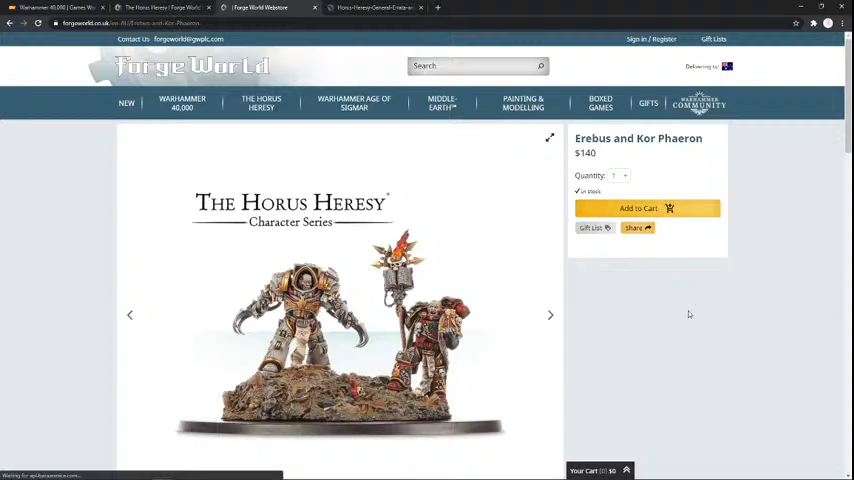 Warhammer 40,000 | Games Wo
The Horus Heresy | Forge World
| Forge World Webstore
Horus-Heresy-General-Errata-an
forgeworld.co.uk/en-AU/Erebus-and-Kor-Phaeron
Contact Us forgeworld@gwplc.com
Sign in / Register
Gift Lists
Forge World
Search
Delivering to:
NEW
WARHAMMER
40,000
THE HORUS
HERESY
WARHAMMER AGE OF
SIGMAR
MIDDLE-
EARTH™
PAINTING &
MODELLING
BOXED
GAMES
GIFTS
WARHAMMER
COMMUNITY
Erebus and Kor Phaeron
$140
Quantity: 1
In stock
Add to Cart
Gift List
Share
THE HORUS HERESY®
Character Series
Your Cart (0) $0